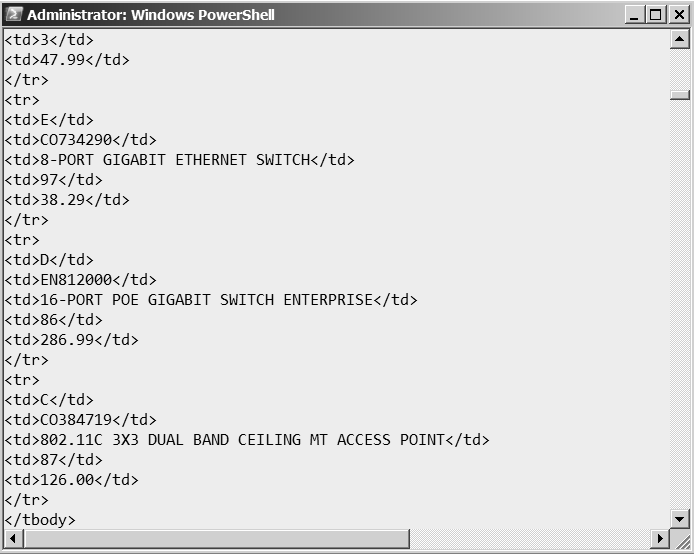 Administrator: Windows PowerShell
<td>3</td>
<td>47.99</td>
</tr>
<tr>
<td>E</td>
<td>CO734290</td>
<td>8-PORT GIGABIT ETHERNET SWITCH</td>
<td>97</td>
<td>38.29</td>
</tr>
<tr>
<td>D</td>
<td>EN812000</td>
<td>16-PORT POE GIGABIT SWITCH ENTERPRISE</td>
<td>86</td>
<td>286.99</td>
</tr>
<tr>
<td>C</td>
<td>CO384719</td>
<td>802.11C 3X3 DUAL BAND CEILING MT ACCESS POINT</td>
<td>87</td>
<td>126.00</td>
</tr>
</tbody>